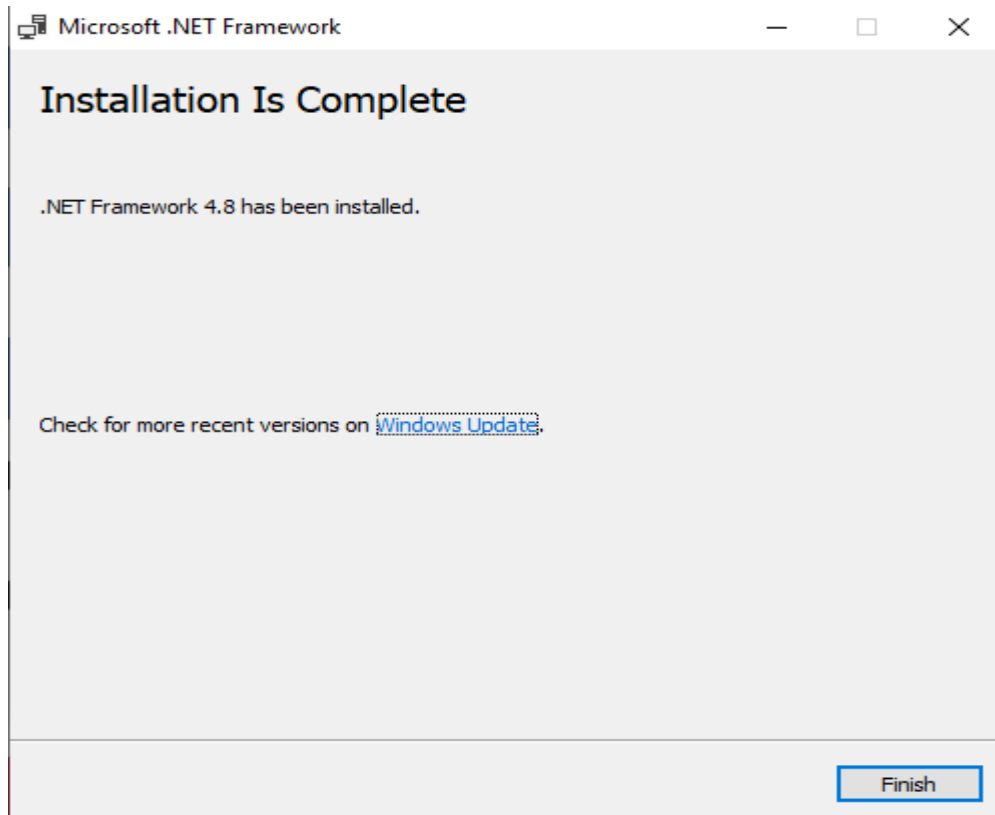 Microsoft .NET Framework
Installation Is Complete
.NET Framework 4.8 has been installed.
Check for more recent versions on Windows Update.
Finish